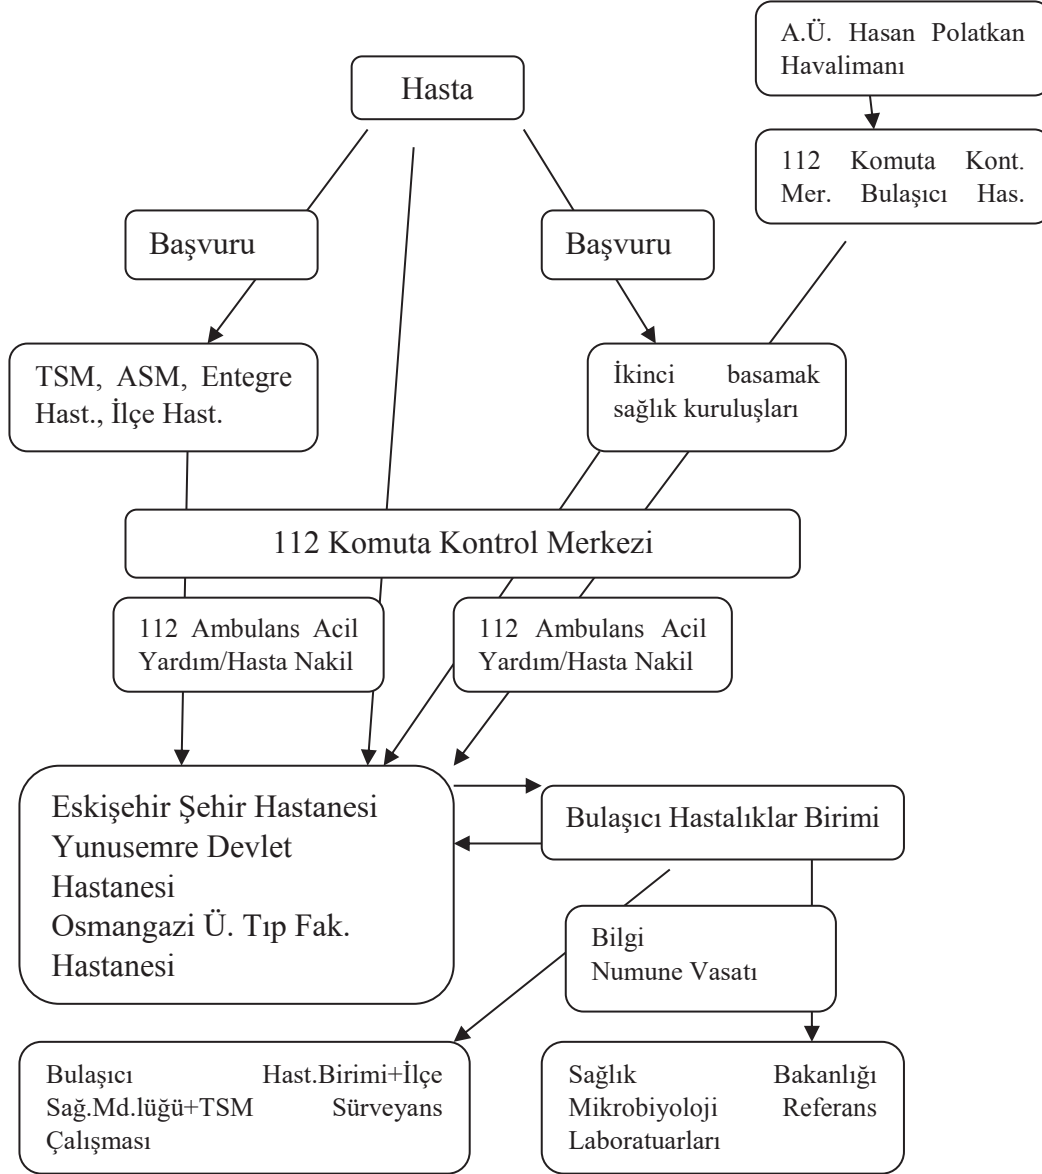 A.Ü. Hasan Polatkan
Havalimanı
Hasta
112 Komuta Kont.
Mer. Bulaşıcı Has.
Başvuru
Başvuru
TSM, ASM, Entegre
Hast., İlçe Hast.
İkinci basamak
sağlık kuruluşları
112 Komuta Kontrol Merkezi
112 Ambulans Acil
Yardım/Hasta Nakil
112 Ambulans Acil
Yardım/Hasta Nakil
Eskişehir Şehir Hastanesi
Yunusemre Devlet
Hastanesi
Osmangazi Ü. Tıp Fak.
Hastanesi
Bulaşıcı Hastalıklar Birimi
Bilgi
Numune Vasatı
Bulaşıcı Hast.Birimi+İlçe
Sağ.Md.lüğü+TSM Sürveyans
Çalışması
Sağlık Bakanlığı
Mikrobiyoloji Referans
Laboratuarları